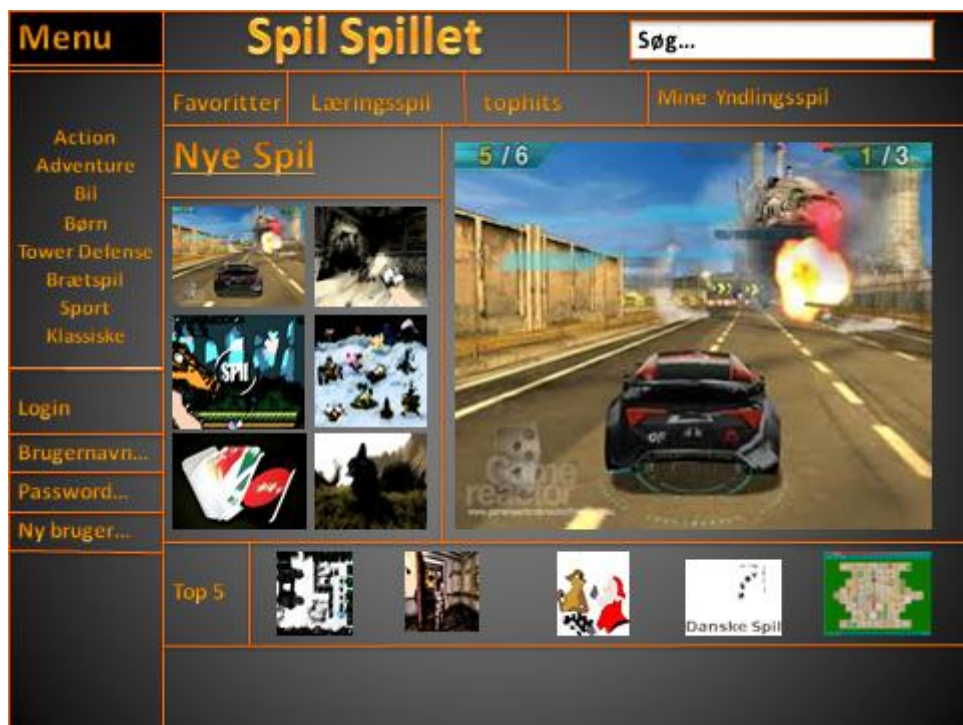 Menu
Spil Spillet
Søg...
Favoritter
Læringsspil
tophits
Mine Yndlingsspil
Action
Adventure
Bil
Børn
Tower Defense
Brætspil
Sport
Klassiske
Login
Brugernavn...
Password...
Ny bruger...
Nye Spil
SPIL
5 / 6
1 / 3
Game
reactor
Top 5
Danske Spil